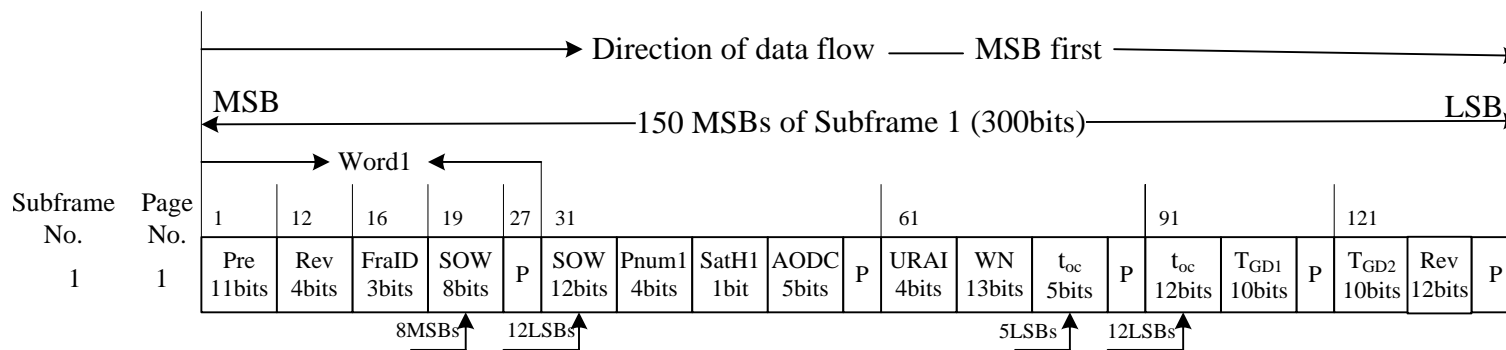 Direction of data flow MSB first
MSB LSB
150 MSBs of Subframe 1 (300bits)
Word1
Subframe No. Page No. 1 12 16 19 27 31 61 91 121
1 1 Pre 11bits Rev 4bits FraID 3bits SOW 8bits P SOW 12bits Pnum1 4bits SatH1 1bit AODC 5bits P URAI 4bits WN 13bits toc 5bits P toc 12bits TGD1 10bits P TGD2 10bits Rev 12bits P
8MSBs 12LSBs 5LSBs 12LSBs